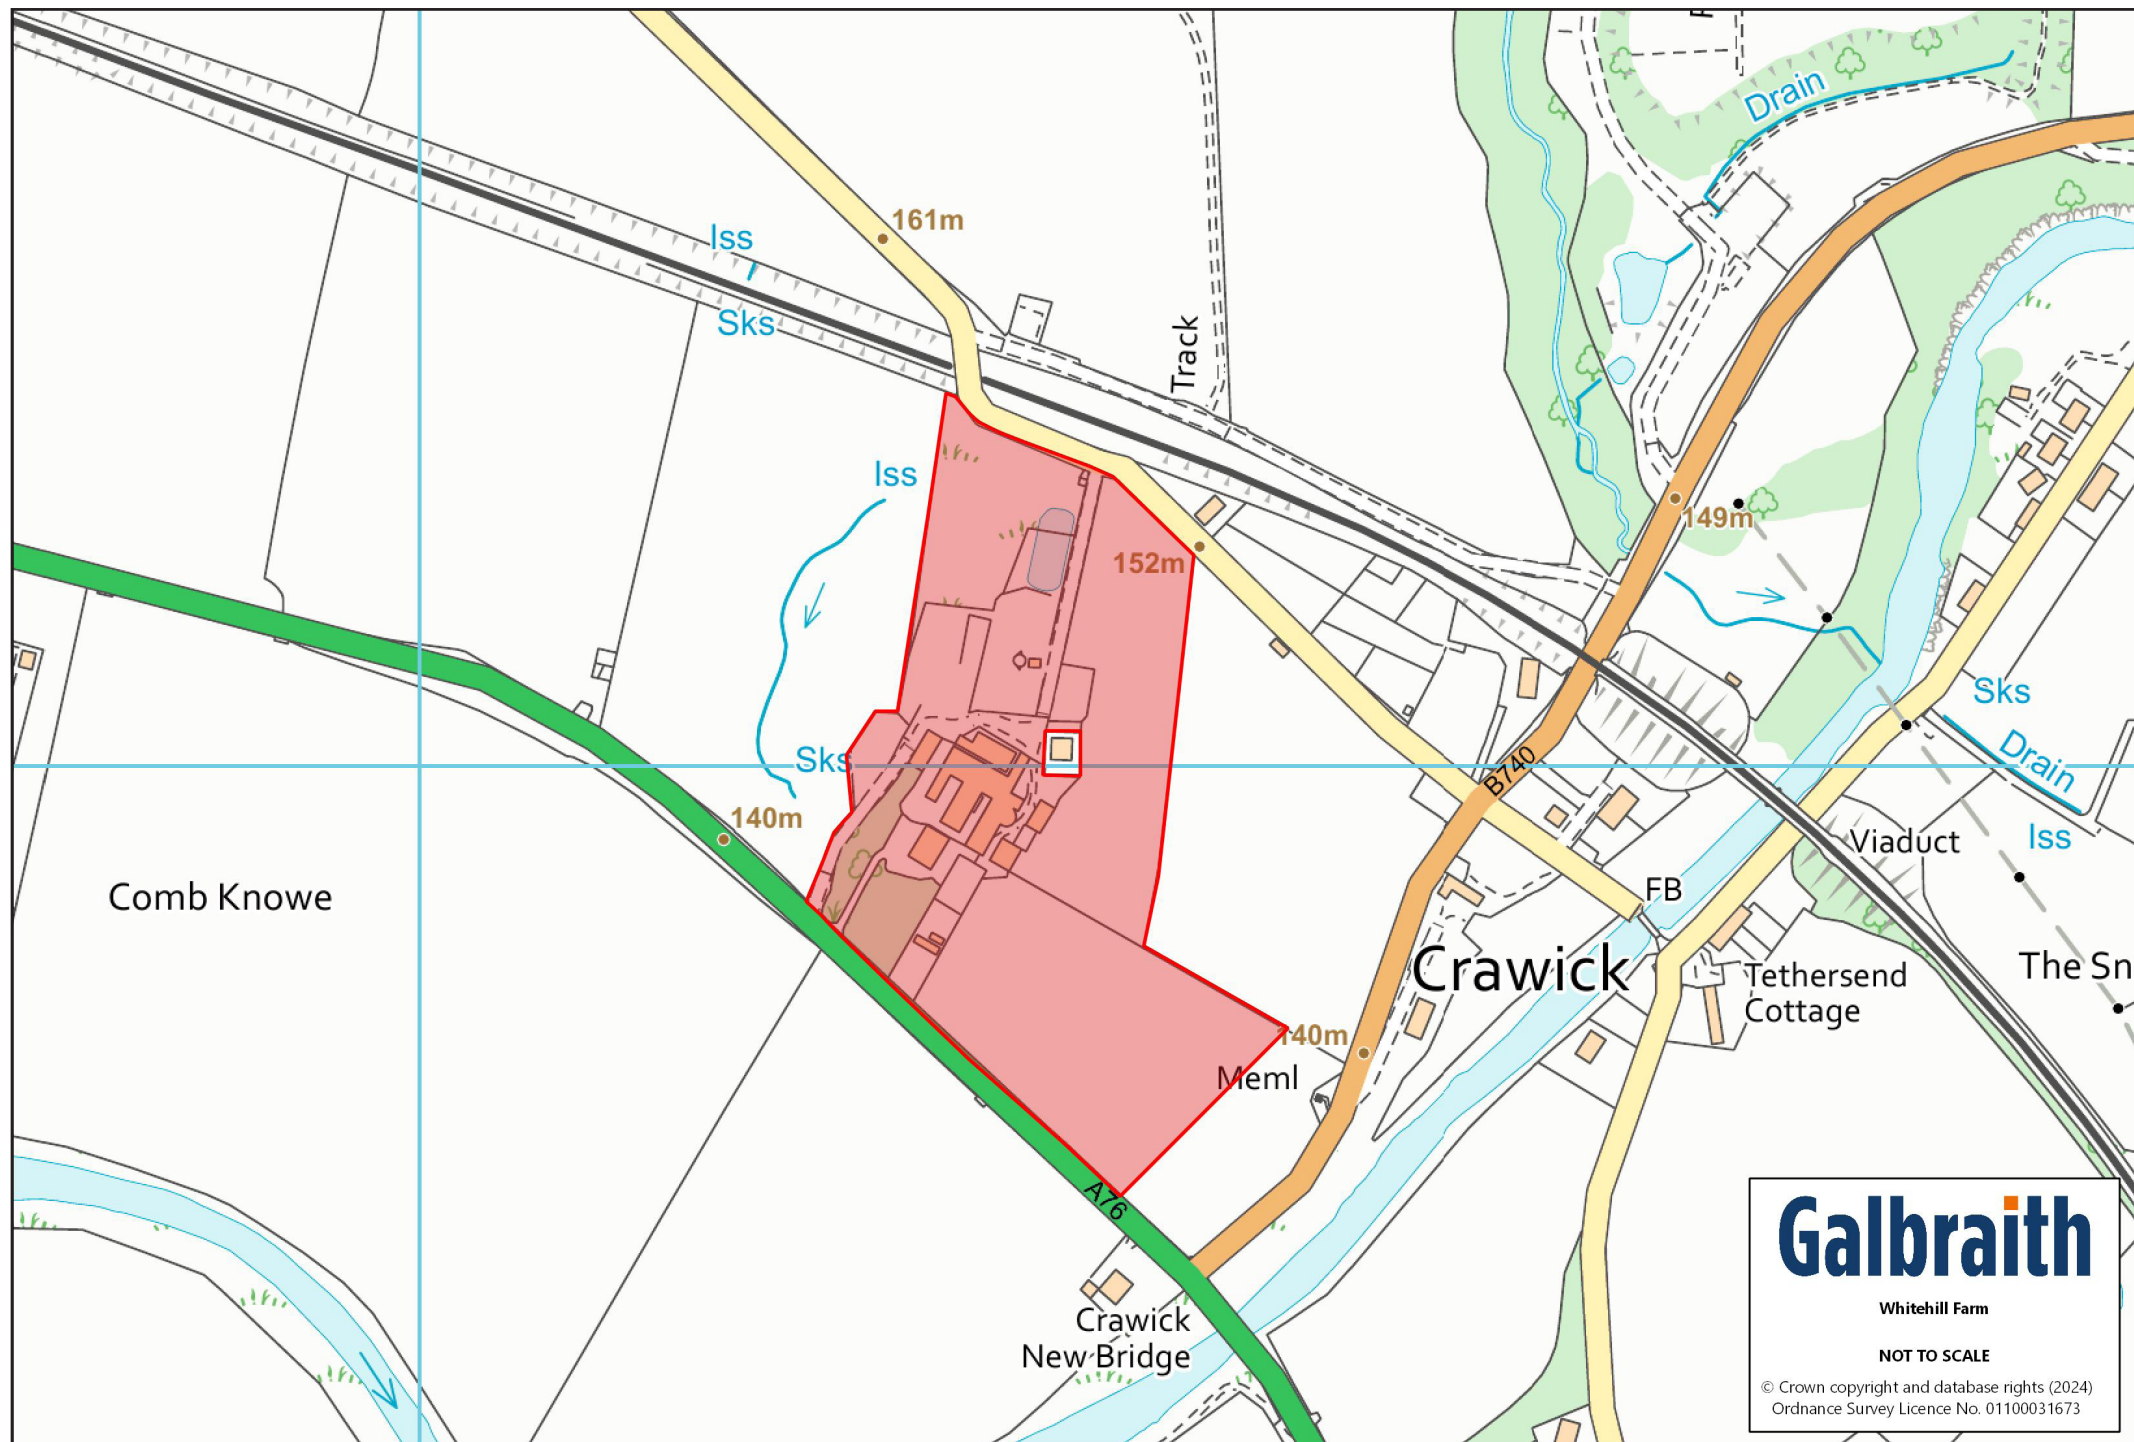 Drain
161m
Iss
Sks
Track
Iss
149m
152m
Sks
Sks
Drain
B740
140m
Viaduct
Iss
Comb Knowe
FB
Crawick
The Sn
Tethersend
Cottage
140m
Meml
A76
Crawick
New Bridge
Galbraith
Whitehill Farm
NOT TO SCALE
© Crown copyright and database rights (2024)
Ordnance Survey Licence No. 01100031673